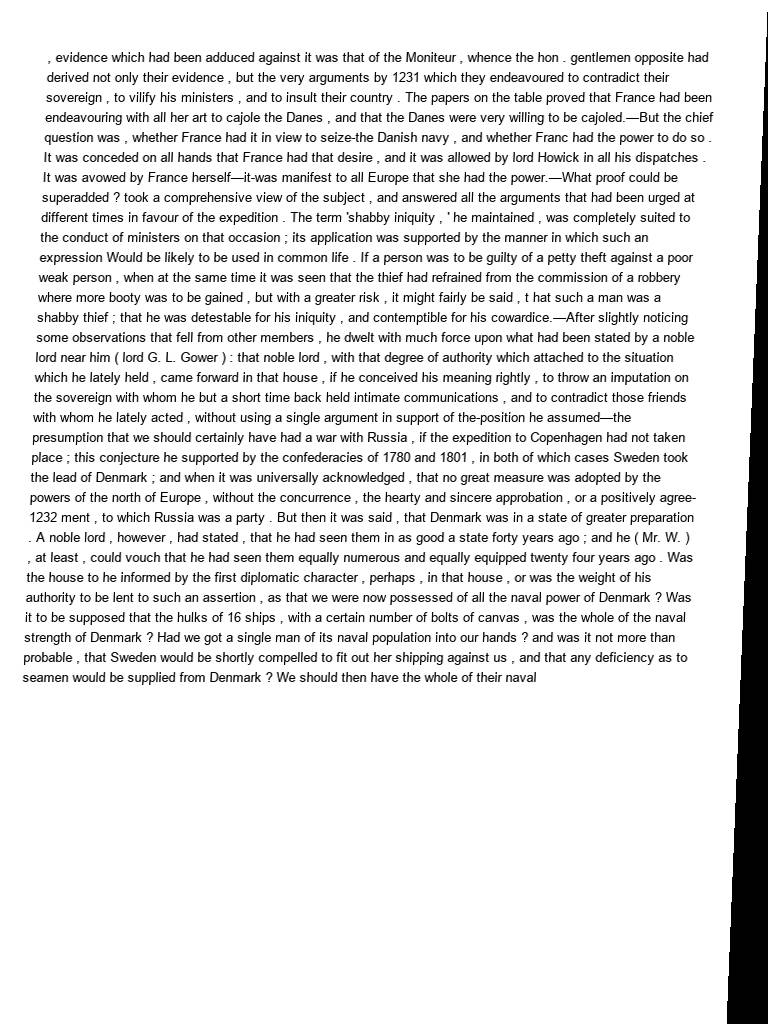 , evidence which had been adduced against it was that of the Moniteur , whence the hon . gentlemen opposite had
derived not only their evidence , but the very arguments by 1231 which they endeavoured to contradict their
sovereign , to vilify his ministers , and to insult their country . The papers on the table proved that France had been
endeavouring with all her art to cajole the Danes , and that the Danes were very willing to be cajoled.—But the chief
question was , whether France had it in view to seize-the Danish navy , and whether Franc had the power to do so .
It was conceded on all hands that France had that desire , and it was allowed by lord Howick in all his dispatches .
It was avowed by France herself—it-was manifest to all Europe that she had the power.—What proof could be
superadded ? took a comprehensive view of the subject , and answered all the arguments that had been urged at
different times in favour of the expedition . The term 'shabby iniquity , ' he maintained , was completely suited to
the conduct of ministers on that occasion ; its application was supported by the manner in which such an
expression Would be likely to be used in common life . If a person was to be guilty of a petty theft against a poor
weak person , when at the same time it was seen that the thief had refrained from the commission of a robbery
where more booty was to be gained , but with a greater risk , it might fairly be said , t hat such a man was a
shabby thief ; that he was detestable for his iniquity , and contemptible for his cowardice.—After slightly noticing
some observations that fell from other members , he dwelt with much force upon what had been stated by a noble
lord near him ( lord G. L. Gower ) : that noble lord , with that degree of authority which attached to the situation
which he lately held , came forward in that house , if he conceived his meaning rightly , to throw an imputation on
the sovereign with whom he but a short time back held intimate communications , and to contradict those friends
with whom he lately acted , without using a single argument in support of the-position he assumed—the
presumption that we should certainly have had a war with Russia , if the expedition to Copenhagen had not taken
place ; this conjecture he supported by the confederacies of 1780 and 1801 , in both of which cases Sweden took
the lead of Denmark ; and when it was universally acknowledged , that no great measure was adopted by the
powers of the north of Europe , without the concurrence , the hearty and sincere approbation , or a positively agree-
1232 ment , to which Russia was a party . But then it was said , that Denmark was in a state of greater preparation
. A noble lord , however , had stated , that he had seen them in as good a state forty years ago ; and he ( Mr. W. )
, at least , could vouch that he had seen them equally numerous and equally equipped twenty four years ago . Was
the house to he informed by the first diplomatic character , perhaps , in that house , or was the weight of his
authority to be lent to such an assertion , as that we were now possessed of all the naval power of Denmark ? Was
it to be supposed that the hulks of 16 ships , with a certain number of bolts of canvas , was the whole of the naval
strength of Denmark ? Had we got a single man of its naval population into our hands ? and was it not more than
probable , that Sweden would be shortly compelled to fit out her shipping against us , and that any deficiency as to
seamen would be supplied from Denmark ? We should then have the whole of their naval